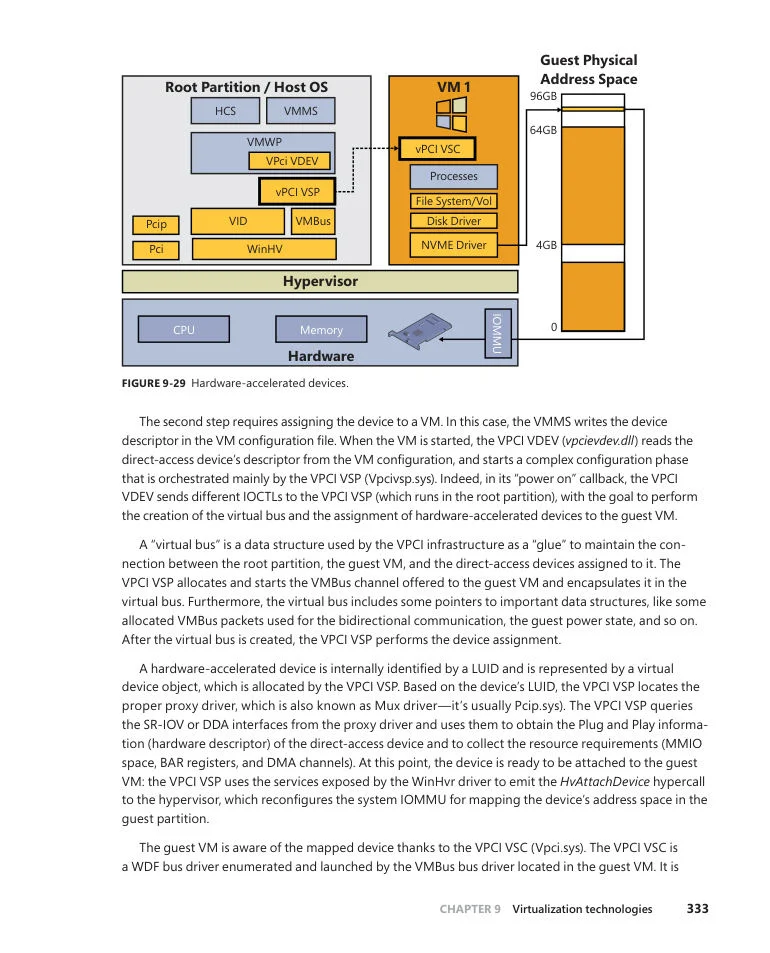 Guest Physical
Address Space
Root Partition / Host OS
VM 1
96GB
HCS
VMMS
64GB
VMWP
vPCI VSC
VPci VDEV
Processes
vPCI VSP
File System/Vol
Pcip
VID
VMBus
Disk Driver
Pci
WinHV
NVME Driver
4GB
Hypervisor
CPU
Memory
IOMMU
0
Hardware
FIGURE 9-29 Hardware-accelerated devices.
The second step requires assigning the device to a VM. In this case, the VMMS writes the device
descriptor in the VM configuration file. When the VM is started, the VPCI VDEV (vpcievdev.dll) reads the
direct-access device’s descriptor from the VM configuration, and starts a complex configuration phase
that is orchestrated mainly by the VPCI VSP (Vpcivsp.sys). Indeed, in its “power on” callback, the VPCI
VDEV sends different IOCTLs to the VPCI VSP (which runs in the root partition), with the goal to perform
the creation of the virtual bus and the assignment of hardware-accelerated devices to the guest VM.
A “virtual bus” is a data structure used by the VPCI infrastructure as a “glue” to maintain the con-
nection between the root partition, the guest VM, and the direct-access devices assigned to it. The
VPCI VSP allocates and starts the VMBus channel offered to the guest VM and encapsulates it in the
virtual bus. Furthermore, the virtual bus includes some pointers to important data structures, like some
allocated VMBus packets used for the bidirectional communication, the guest power state, and so on.
After the virtual bus is created, the VPCI VSP performs the device assignment.
A hardware-accelerated device is internally identified by a LUID and is represented by a virtual
device object, which is allocated by the VPCI VSP. Based on the device’s LUID, the VPCI VSP locates the
proper proxy driver, which is also known as Mux driver—it’s usually Pcip.sys). The VPCI VSP queries
the SR-IOV or DDA interfaces from the proxy driver and uses them to obtain the Plug and Play informa-
tion (hardware descriptor) of the direct-access device and to collect the resource requirements (MMIO
space, BAR registers, and DMA channels). At this point, the device is ready to be attached to the guest
VM: the VPCI VSP uses the services exposed by the WinHvr driver to emit the HvAttachDevice hypercall
to the hypervisor, which reconfigures the system IOMMU for mapping the device’s address space in the
guest partition.
The guest VM is aware of the mapped device thanks to the VPCI VSC (Vpci.sys). The VPCI VSC is
a WDF bus driver enumerated and launched by the VMBus bus driver located in the guest VM. It is
CHAPTER 9 Virtualization technologies 333